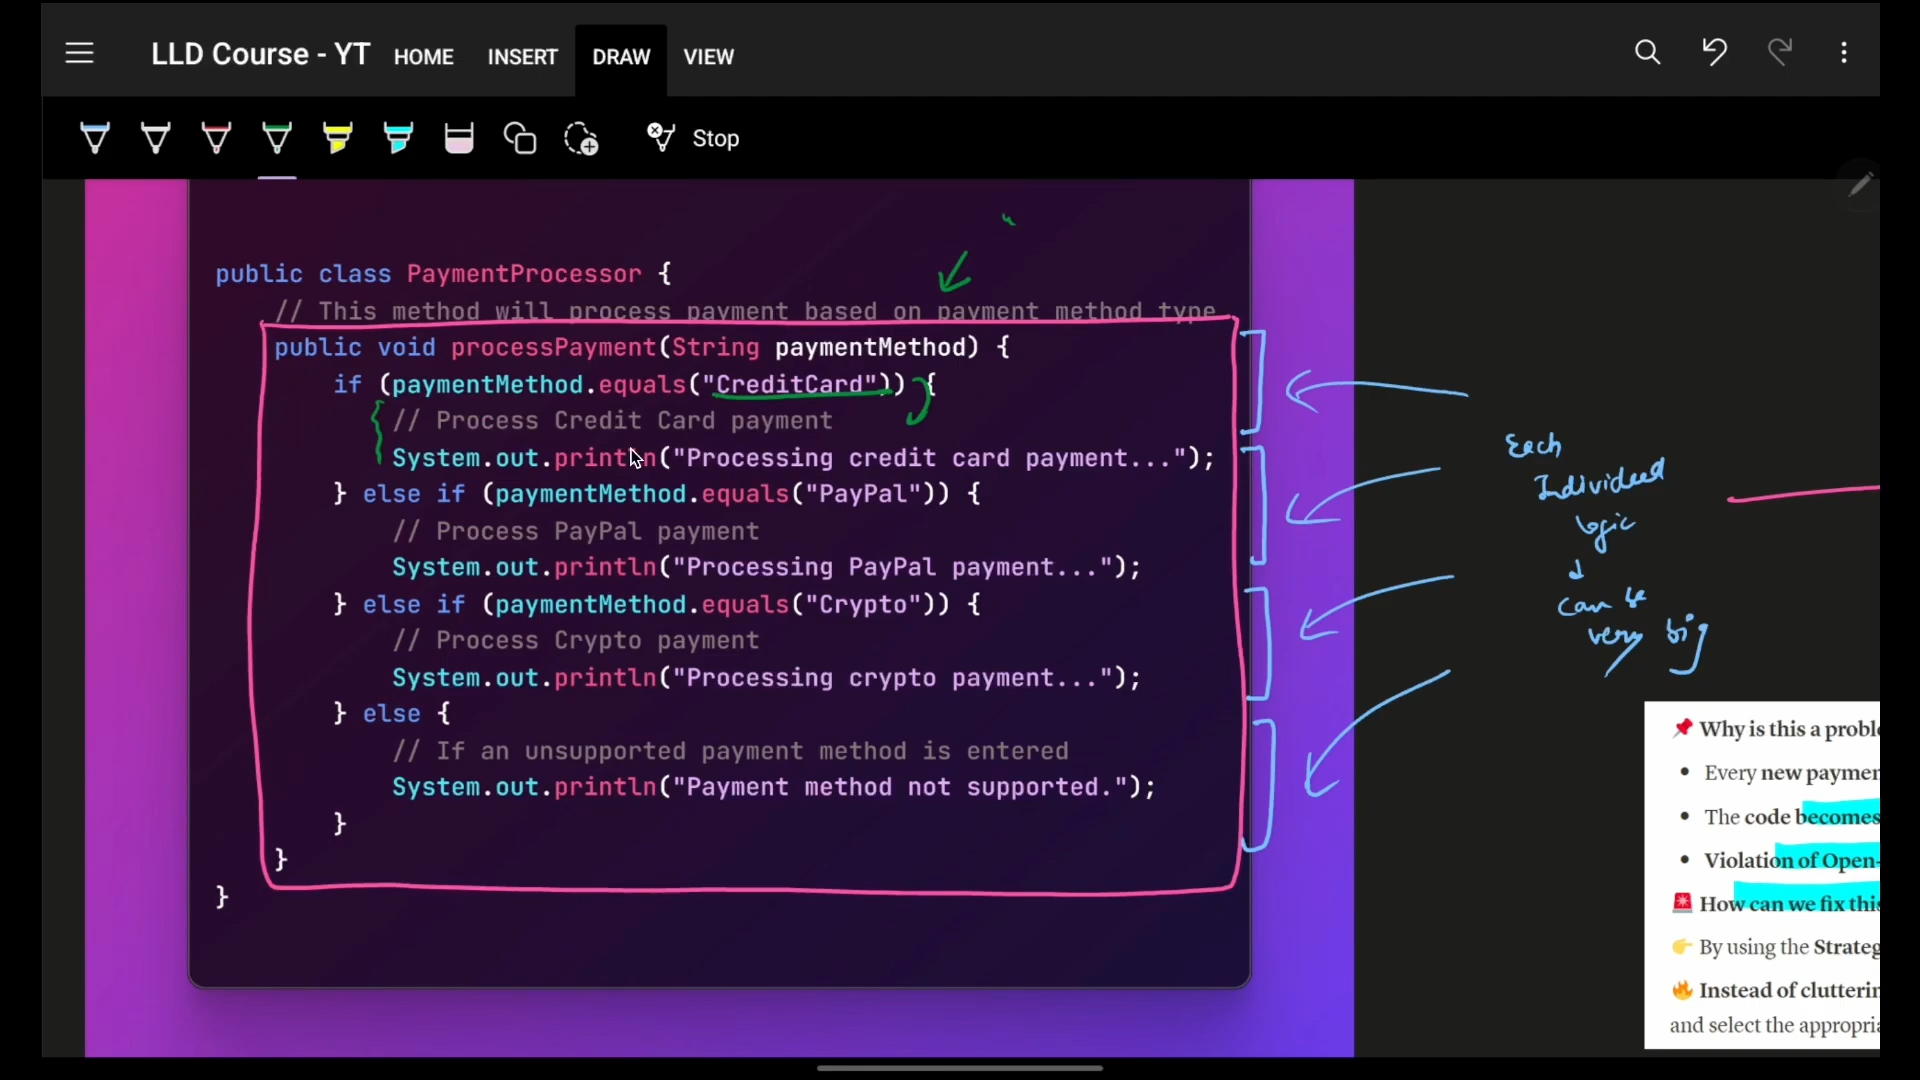 LLD Course - YT HOME INSERT DRAW VIEW
Stop
public class PaymentProcessor {
// This method will process payment based on payment method type
public void processPayment(String paymentMethod) {
if (paymentMethod.equals("CreditCard")) {
// Process Credit Card payment
System.out.println("Processing credit card payment...");
} else if (paymentMethod.equals("PayPal")) {
// Process PayPal payment
System.out.println("Processing PayPal payment...");
} else if (paymentMethod.equals("Crypto")) {
// Process Crypto payment
System.out.println("Processing crypto payment...");
} else {
// If an unsupported payment method is entered
System.out.println("Payment method not supported.");
}
}
}
Each
Individual
logic
can be
very big
📌 Why is this a proble
• Every new paymen
• The code becomes
• Violation of Open-
🚨 How can we fix this
👉 By using the Strateg
🔥 Instead of clutterin
and select the appropria